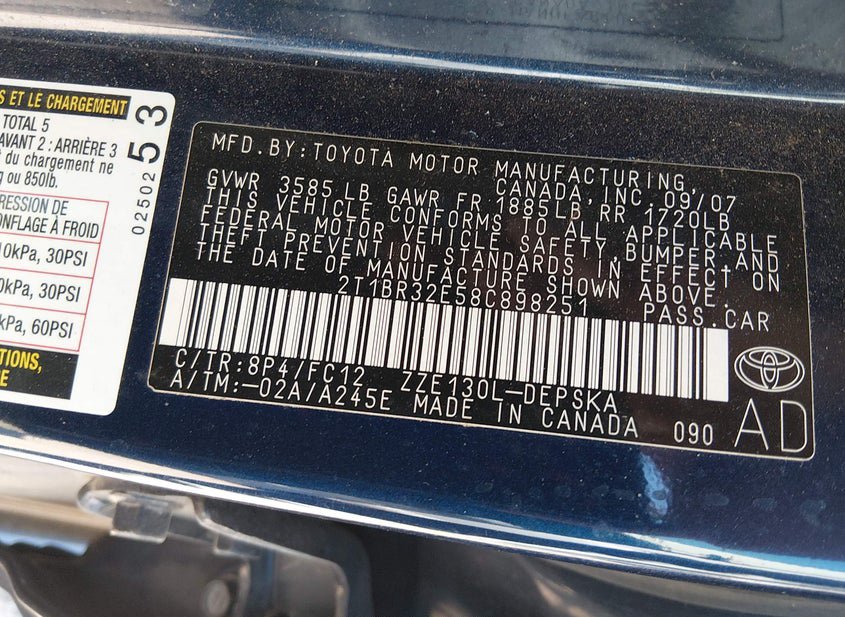 S ET LE CHARGEMENT
TOTAL 5
AVANT 2 : ARRIÈRE 3
du chargement ne
g ou 850lb.
RESSION DE
ONFLAGE À FROID
10kPa, 30PSI
0kPa, 30PSI
kPa, 60PSI
TIONS,
E
02502 53
MFD.BY:TOYOTA MOTOR MANUFACTURING,
CANADA,INC.09/07
GVWR 3585LB GAWR FR 1885LB RR 1720LB
THIS VEHICLE CONFORMS TO ALL APPLICABLE
FEDERAL MOTOR VEHICLE SAFETY,BUMPER,AND
THEFT PREVENTION STANDARDS IN EFFECT ON
THE DATE OF MANUFACTURE SHOWN ABOVE.
2T1BR32E58C898251 PASS.CAR
C/TR:8P4/FC12 ZZE130L-DEPSKA
A/TM:-02A/A245E MADE IN CANADA 090
AD